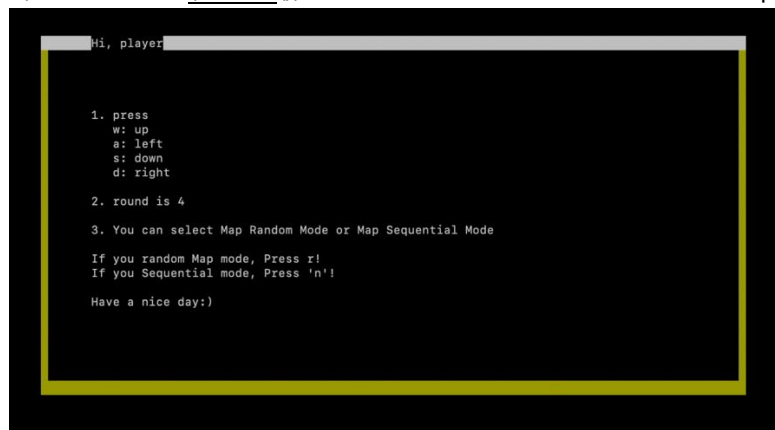 Hi, player
1. press
w: up
a: left
s: down
d: right
2. round is 4
3. You can select Map Random Mode or Map Sequential Mode
If you random Map mode, Press r!
If you Sequential mode, Press 'n'!
Have a nice day:)